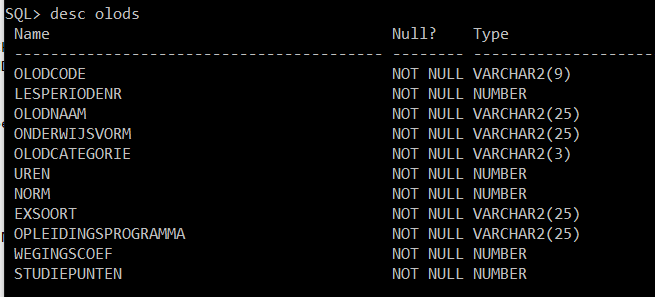 SQL> desc olods
Name Null? Type
----------------------------------------- -------- --------------------
OLODCODE NOT NULL VARCHAR2(9)
LESPERIODENR NOT NULL NUMBER
OLODNAAM NOT NULL VARCHAR2(25)
ONDERWIJSVORM NOT NULL VARCHAR2(25)
OLODCATEGORIE NOT NULL VARCHAR2(3)
UREN NOT NULL NUMBER
NORM NOT NULL NUMBER
EXSOORT NOT NULL VARCHAR2(25)
OPLEIDINGSPROGRAMMA NOT NULL VARCHAR2(25)
WEGINGSCOEF NOT NULL NUMBER
STUDIEPUNTEN NOT NULL NUMBER